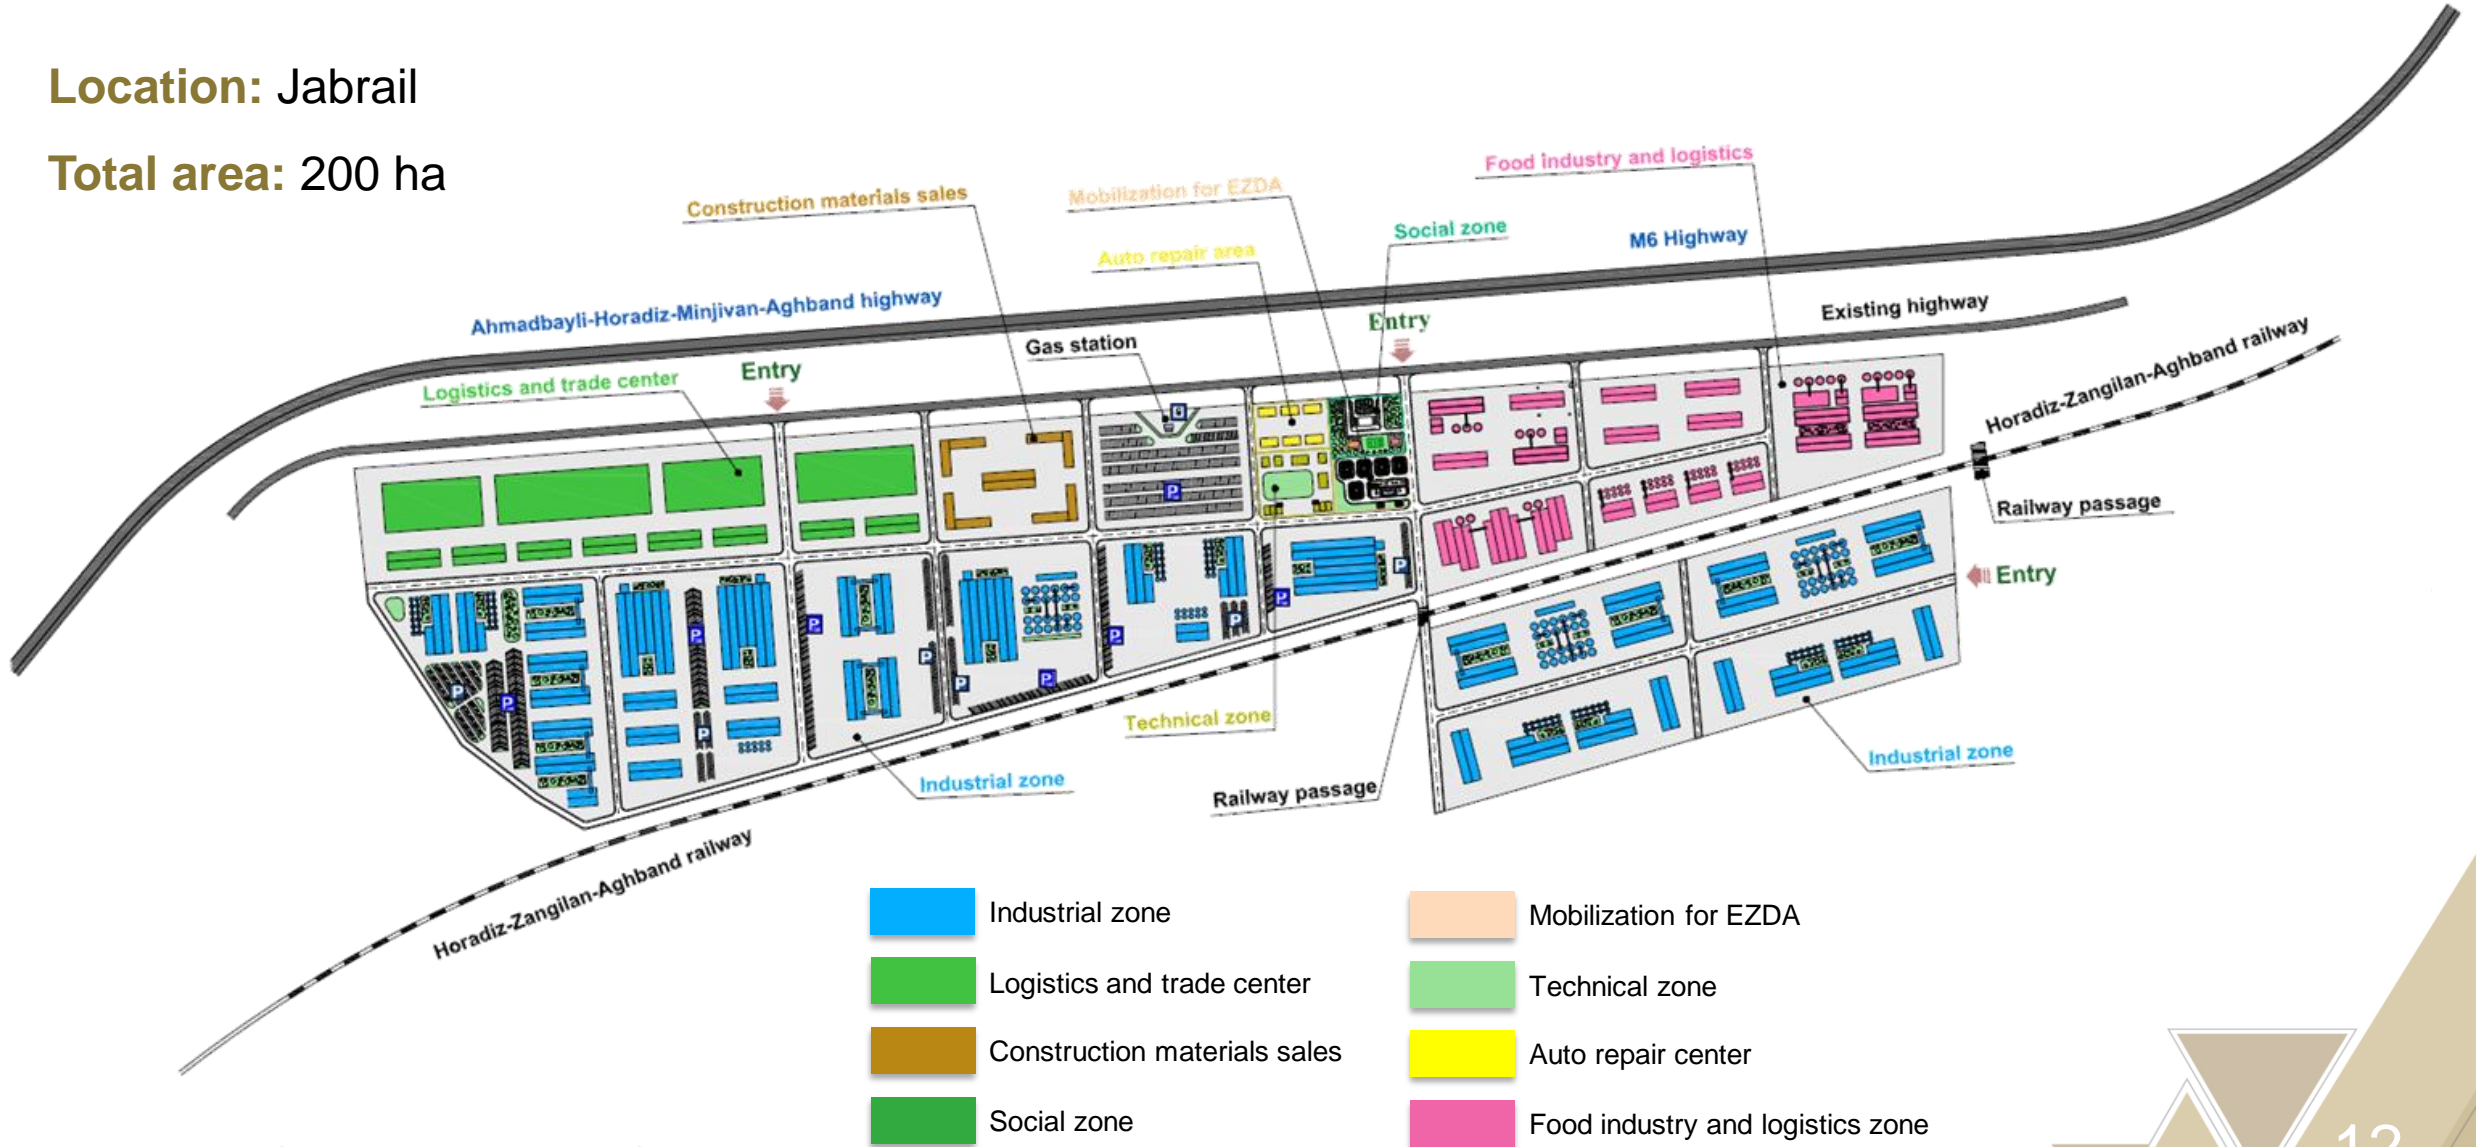 Location: Jabrail
Total area: 200 ha
Food industry and logistics
Construction materials sales
Mobilization for EZDA
Social zone
M6 Highway
Auto repair area
Ahmadbayli-Horadiz-Minjivan-Aghband highway
Existing highway
Entry
Gas station
Horadiz-Zangilan-Aghband railway
Entry
Logistics and trade center
P
Railway passage
Entry
P
P
P
P
P
P
P
P
P
P
P
P
P
Technical zone
Industrial zone
Industrial zone
Railway passage
Horadiz-Zangilan-Aghband railway
Industrial zone
Mobilization for EZDA
Logistics and trade center
Technical zone
Construction materials sales
Auto repair center
Social zone
Food industry and logistics zone
12